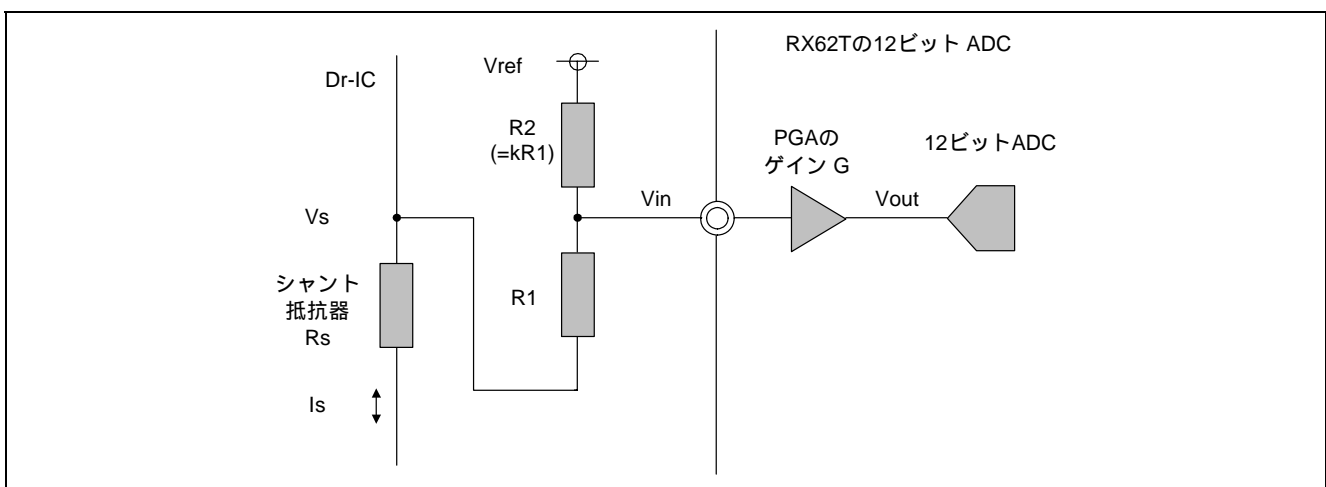 RX62Tの12ビット ADC
Dr-IC
Vref
R2
(=kR1)
PGAの
ゲイン G
12ビットADC
Vs
Vin
Vout
シャント
抵抗器
Rs
R1
Is